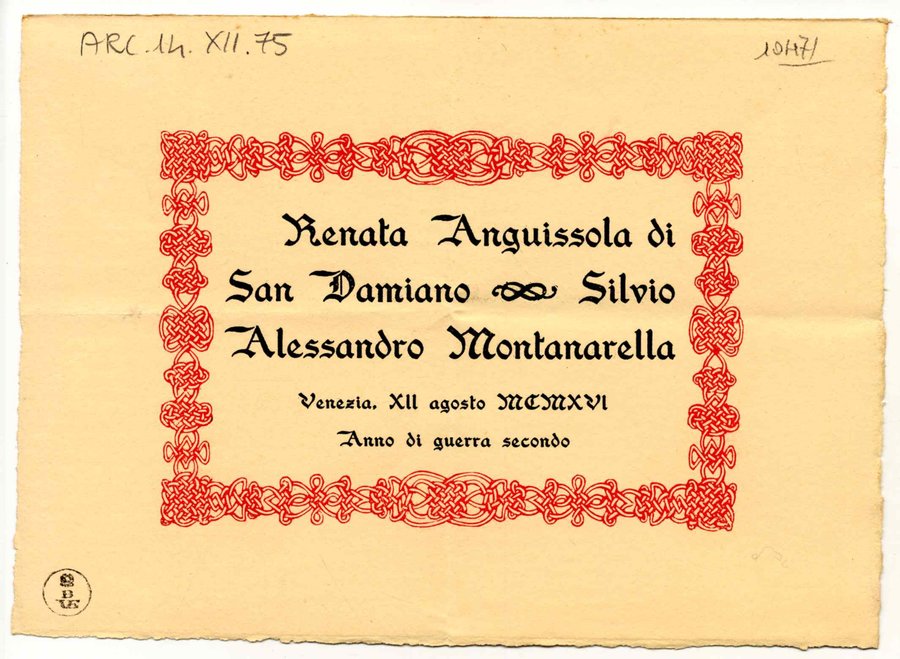 ARC.14.XII.75
Renata Anguissola di
San Damiano Silvio
Alessandro Montanarella
Venezia, XII agosto MCMXVI
Anno di guerra secondo